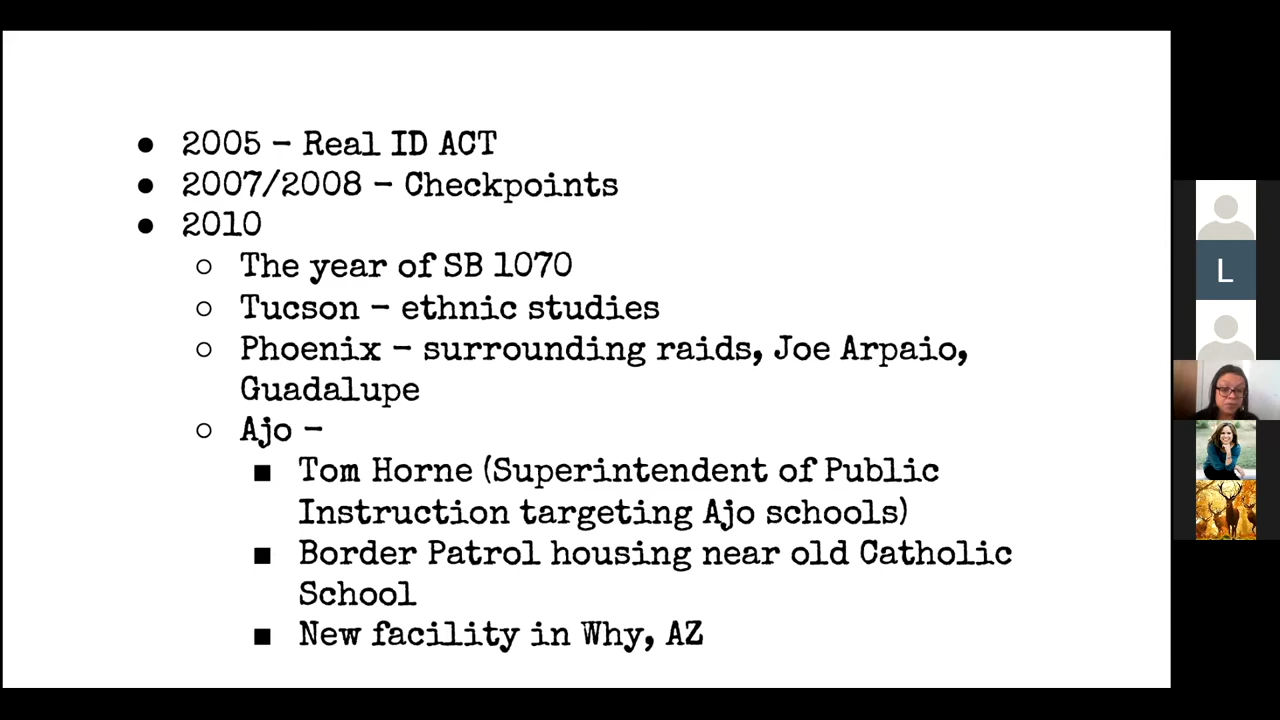 ● 2005 – Real ID ACT
● 2007/2008 – Checkpoints
● 2010
○ The year of SB 1070
○ Tucson – ethnic studies
○ Phoenix – surrounding raids, Joe Arpaio,
Guadalupe
○ Ajo –
■ Tom Horne (Superintendent of Public
Instruction targeting Ajo schools)
■ Border Patrol housing near old Catholic
School
■ New facility in Why, AZ
L